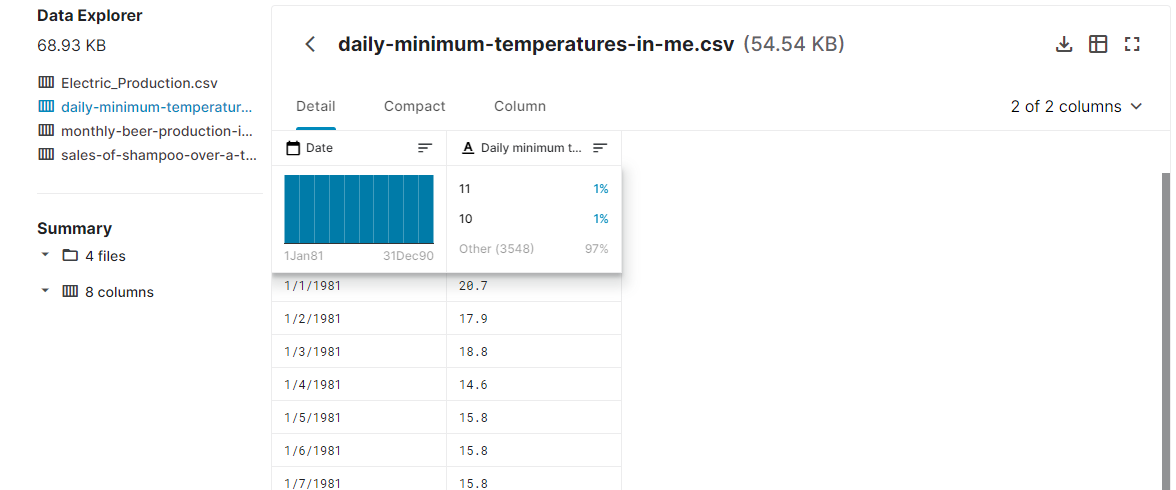 Data Explorer
68.93 KB
Electric_Production.csv
daily-minimum-temperatur...
monthly-beer-production-i...
sales-of-shampoo-over-a-t...
Summary
4 files
8 columns
daily-minimum-temperatures-in-me.csv (54.54 KB)
Detail Compact Column 2 of 2 columns
Date A Daily minimum t...
11 1%
10 1%
Other (3548) 97%
1Jan81 31Dec90
1/1/1981 20.7
1/2/1981 17.9
1/3/1981 18.8
1/4/1981 14.6
1/5/1981 15.8
1/6/1981 15.8
1/7/1981 15.8